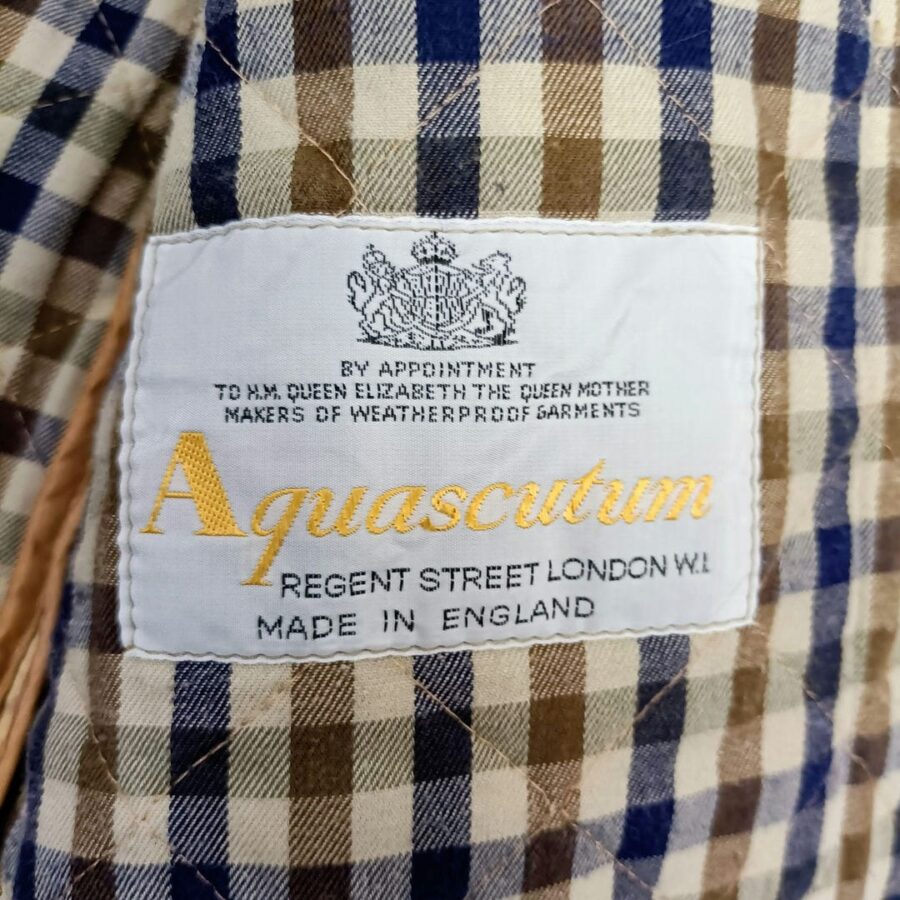 BY APPOINTMENT
TO H.M. QUEEN ELIZABETH THE QUEEN MOTHER
MAKERS OF WEATHERPROOF GARMENTS
Aquascutum
REGENT STREET LONDON W.1.
MADE IN ENGLAND